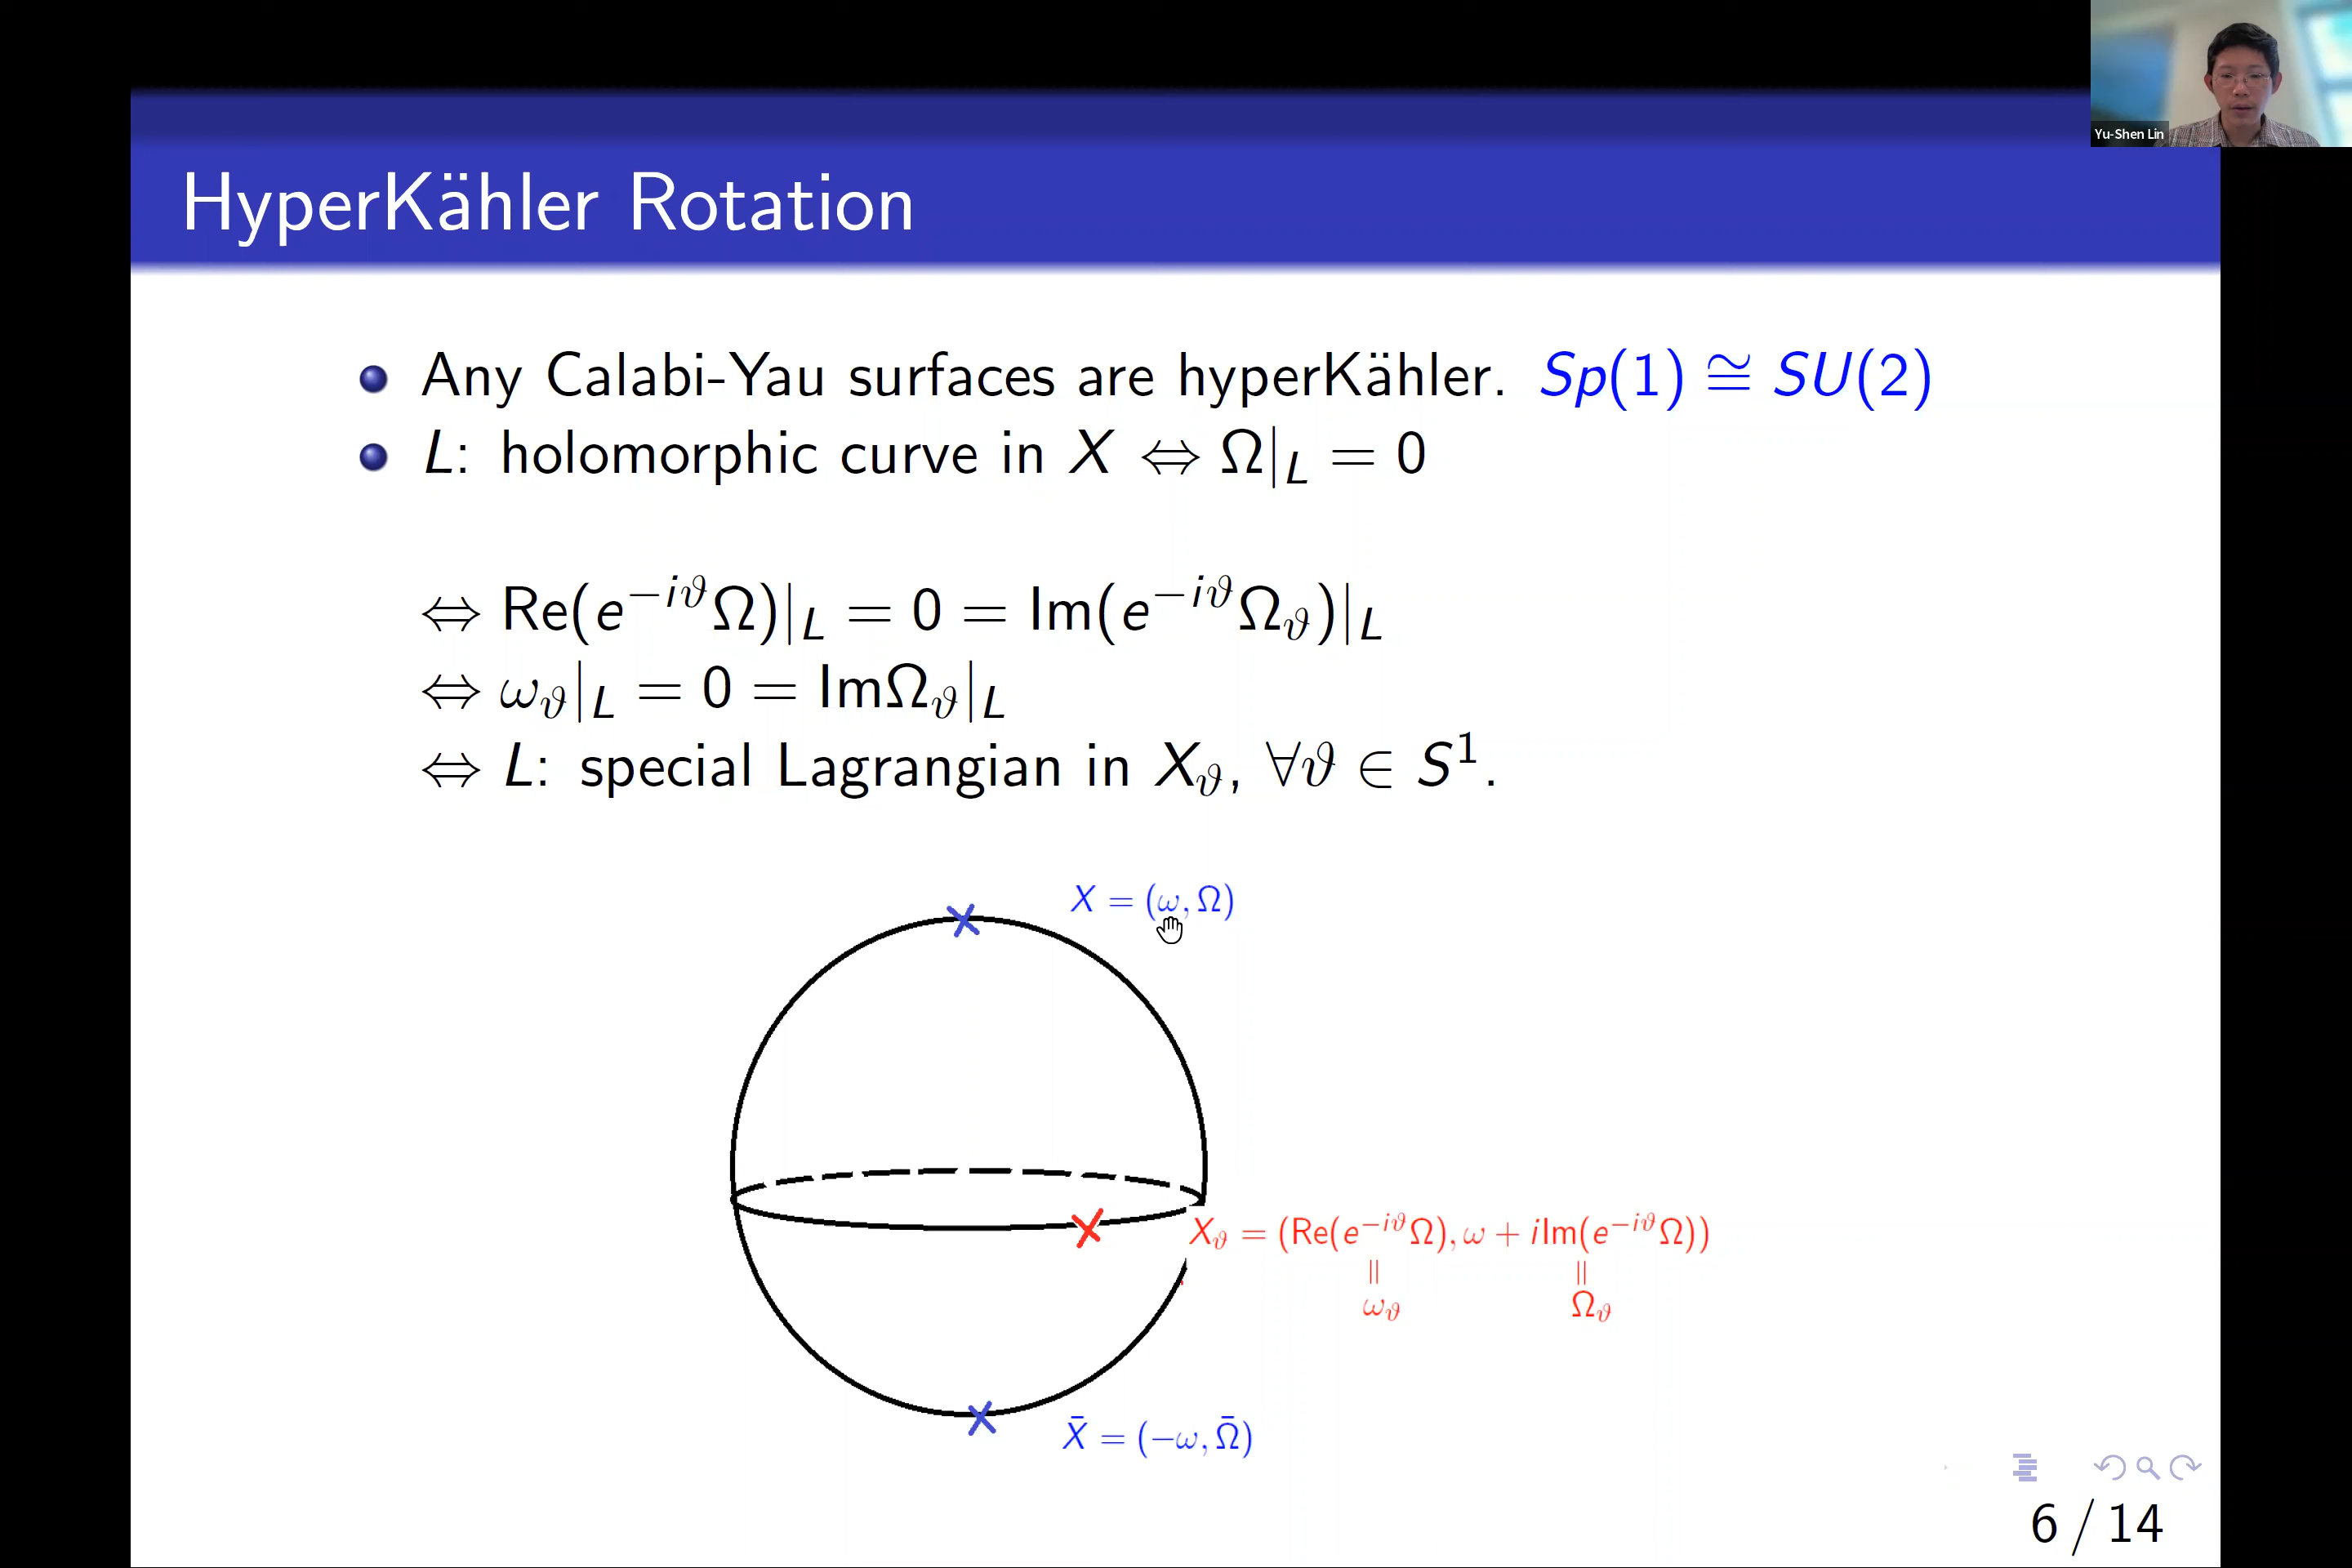 Yu-Shen Lin
HyperKähler Rotation
Any Calabi-Yau surfaces are hyperKähler. Sp(1) ≅ SU(2)
L: holomorphic curve in X ⇔ Ω|_L = 0
⇔ Re(e^{−iϑ}Ω)|_L = 0 = Im(e^{−iϑ}Ω_ϑ)|_L
⇔ ω_ϑ|_L = 0 = ImΩ_ϑ|_L
⇔ L: special Lagrangian in X_ϑ, ∀ϑ ∈ S^1.
X = (ω, Ω)
X_ϑ = (Re(e^{−iϑ}Ω), ω + iIm(e^{−iϑ}Ω))
|| ||
ω_ϑ Ω_ϑ
X̄ = (−ω, Ω̄)
6 / 14